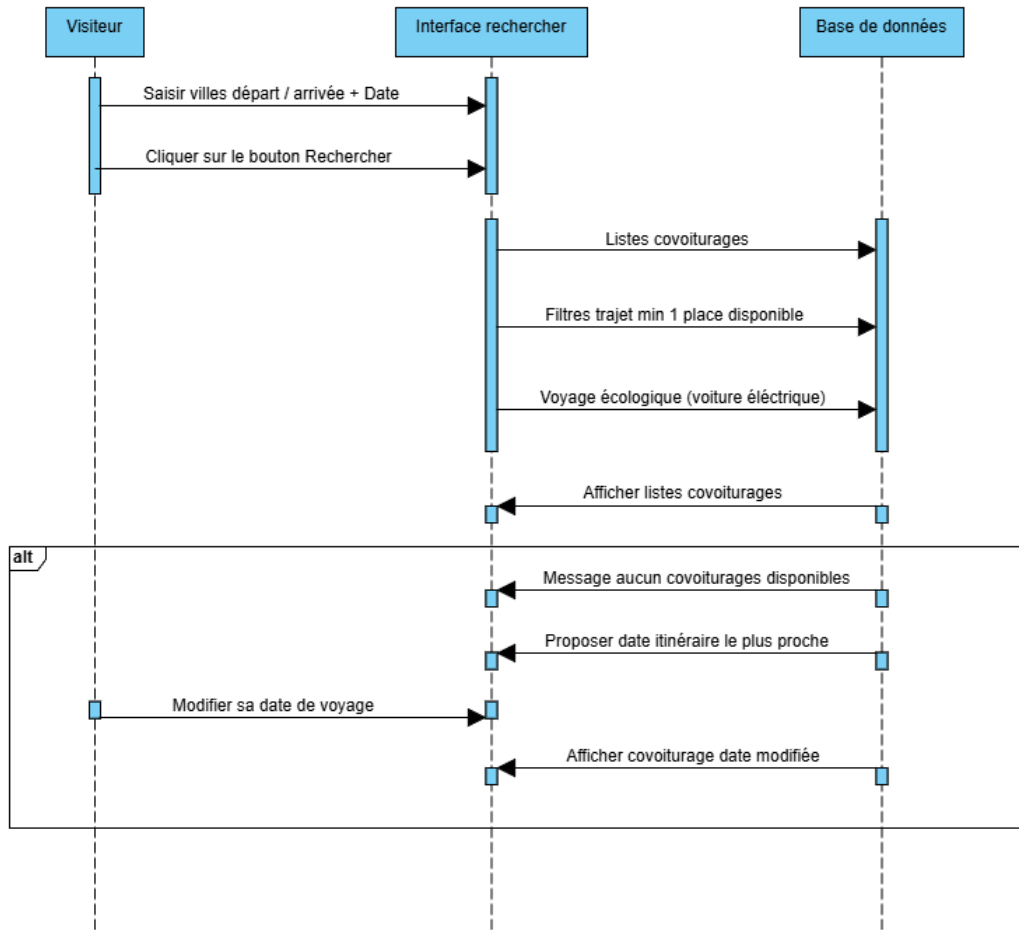 Visiteur
Interface rechercher
Base de données
Saisir villes départ / arrivée + Date
Cliquer sur le bouton Rechercher
Listes covoiturages
Filtres trajet min 1 place disponible
Voyage écologique (voiture éléctrique)
Afficher listes covoiturages
alt
Message aucun covoiturages disponibles
Proposer date itinéraire le plus proche
Modifier sa date de voyage
Afficher covoiturage date modifiée